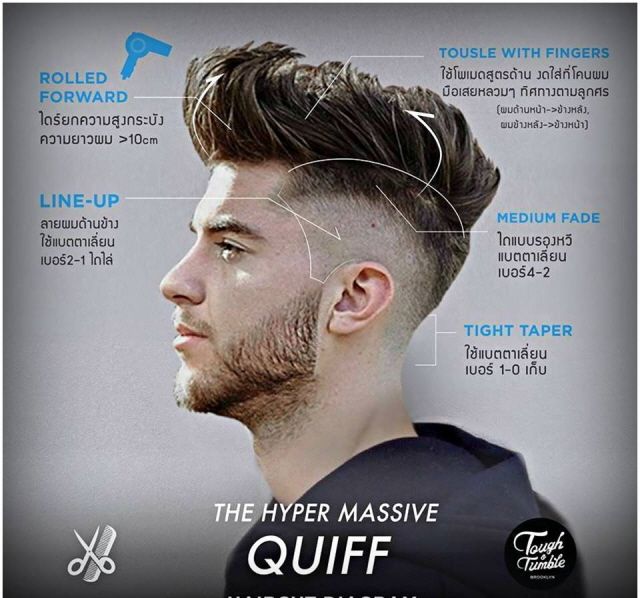 ROLLED
FORWARD
ไดร์ยกความสูงกระบัง
ความยาวผม >10cm
TOUSLE WITH FINGERS
ใช้โพเมดสูตรด้าน งดใส่ที่โคนผม
มือเสยหลวมๆ ทิศทางตามลูกศร
(ผมด้านหน้า->ข้างหลัง,
ผมข้างหลัง->ข้างหน้า)
LINE-UP
ลายผมด้านข้าง
ใช้แบตตาเลี่ยน
เบอร์2-1 ไถไล่
MEDIUM FADE
ไถแบบรองหวี
แบตตาเลี่ยน
เบอร์4-2
TIGHT TAPER
ใช้แบตตาเลี่ยน
เบอร์ 1-0 เก็บ
THE HYPER MASSIVE
QUIFF
HAIRCUT DIAGRAM
Tough
&
Tumble
BROOKLYN